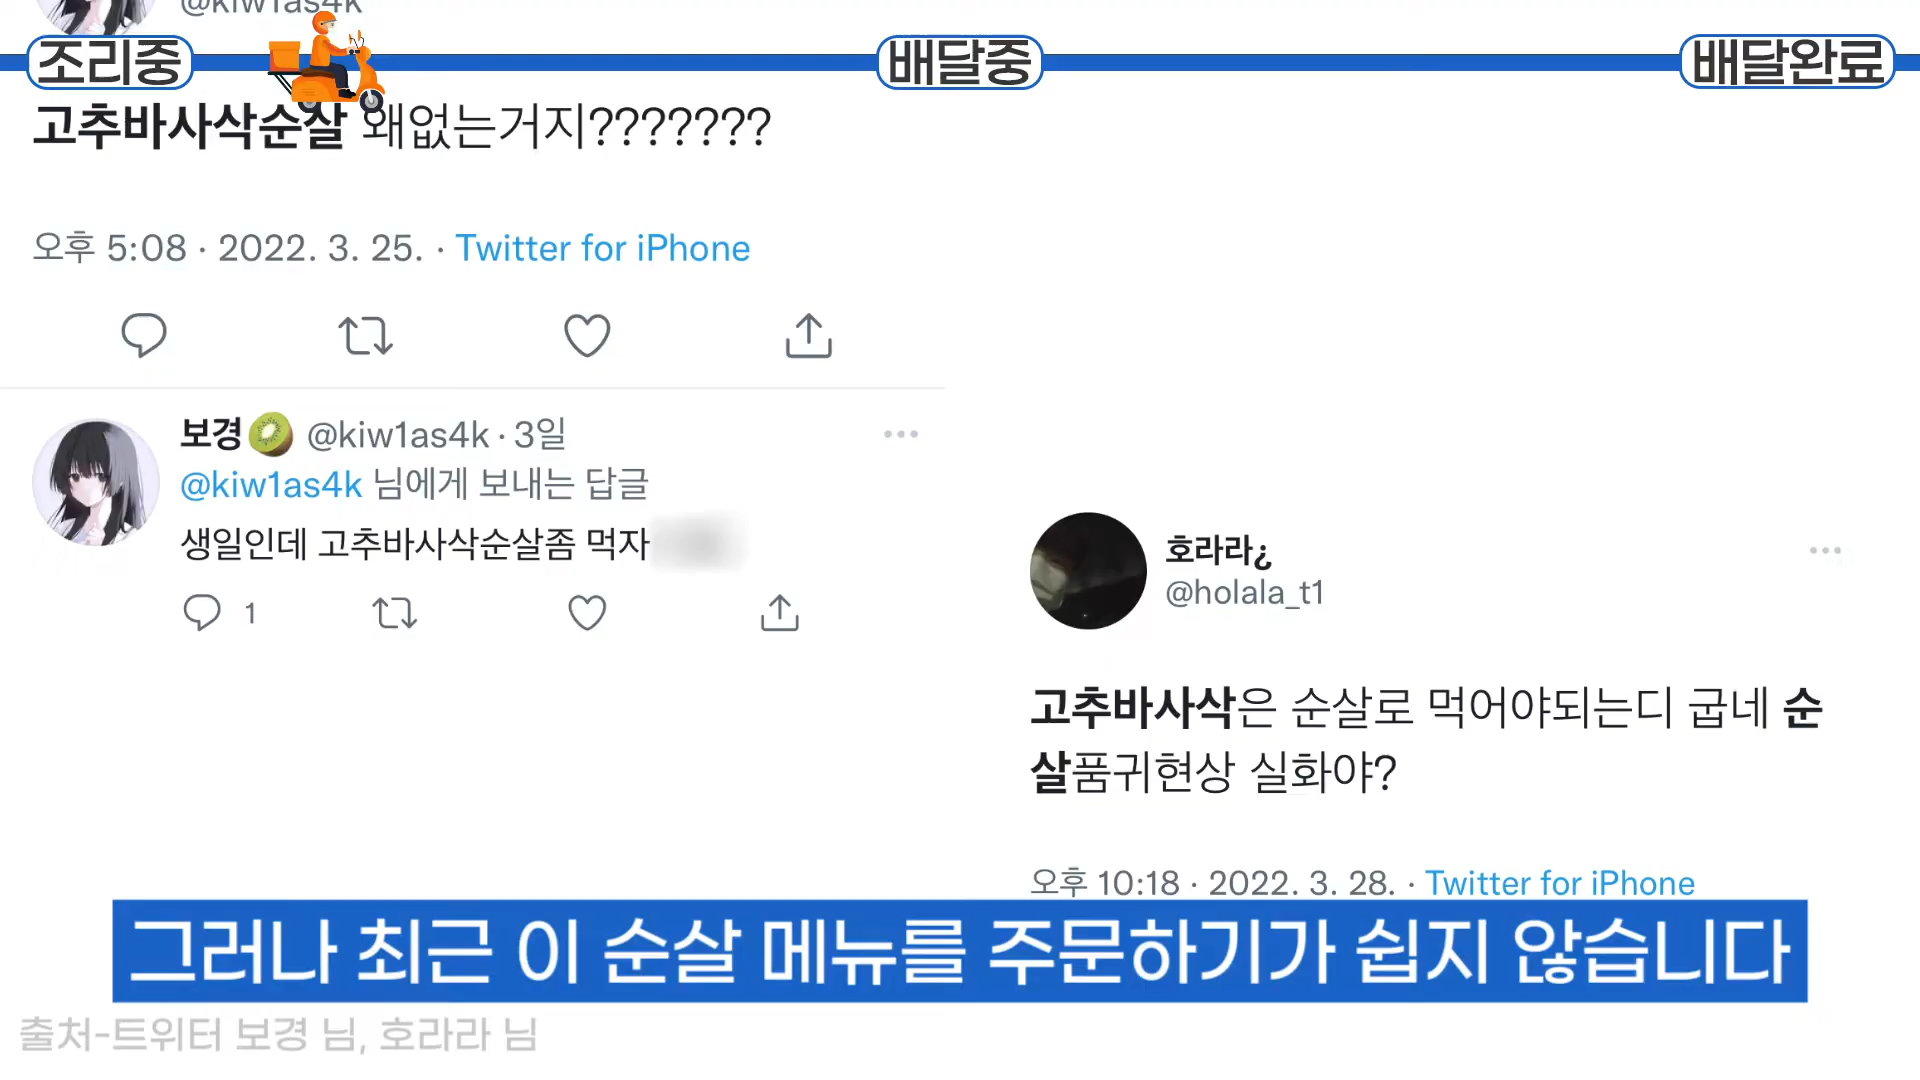 @kiw1as4k
조리중
배달중
배달완료
고추바사삭순살 왜없는거지???????
오후 5:08 · 2022. 3. 25. · Twitter for iPhone
보경🥝 @kiw1as4k · 3일
@kiw1as4k 님에게 보내는 답글
생일인데 고추바사삭순살좀 먹자
1
호라라¿
@holala_t1
고추바사삭은 순살로 먹어야되는디 굽네 순
살품귀현상 실화야?
오후 10:18 · 2022. 3. 28. · Twitter for iPhone
그러나 최근 이 순살 메뉴를 주문하기가 쉽지 않습니다
출처-트위터 보경 님, 호라라 님